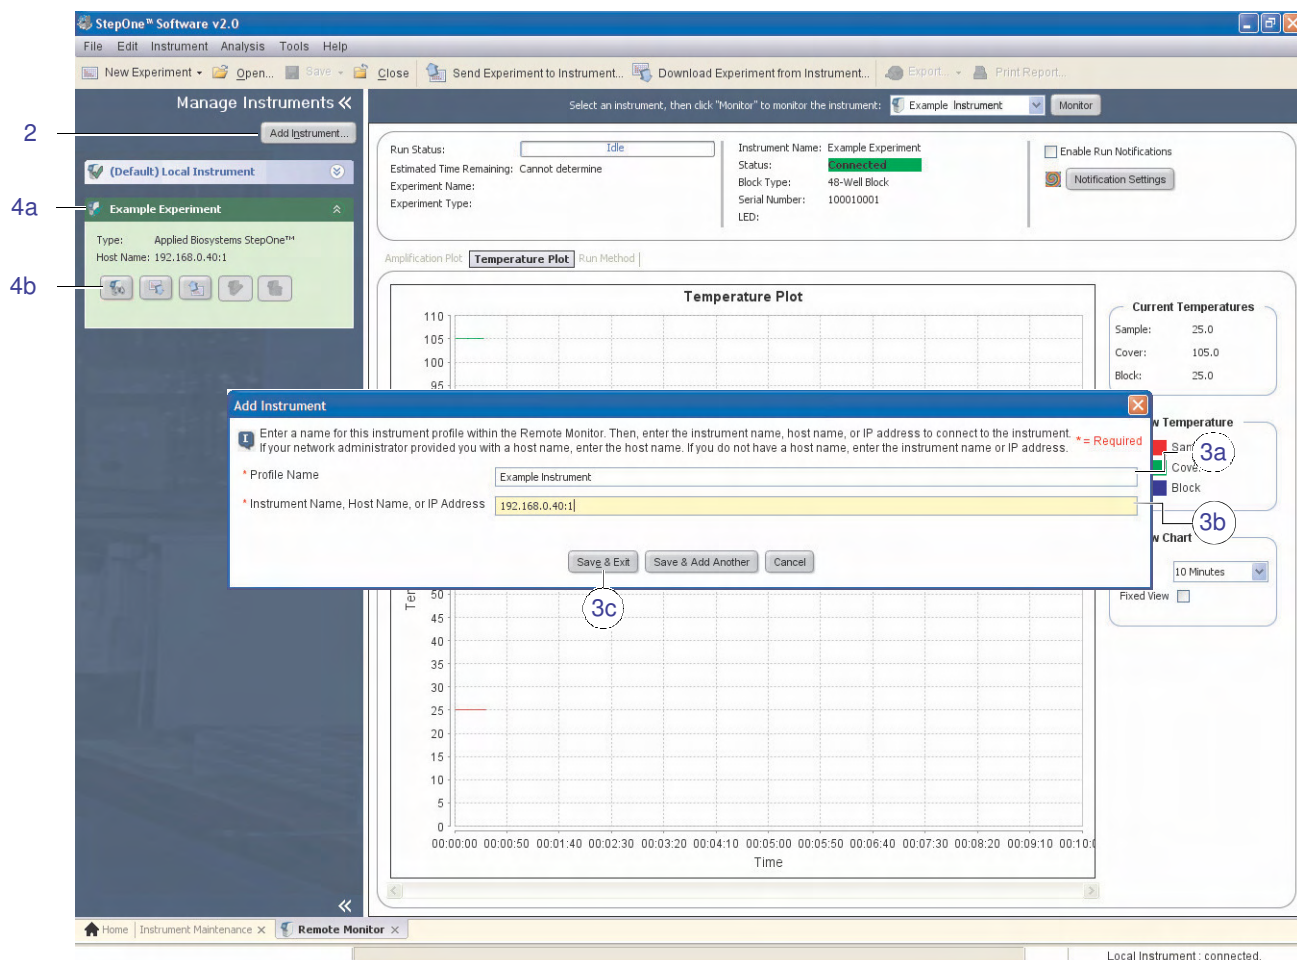 StepOne™ Software v2.0
File Edit Instrument Analysis Tools Help
New Experiment Open... Save Close Send Experiment to Instrument... Download Experiment from Instrument... Export... Print Report...
Manage Instruments
Select an instrument, then click "Monitor" to monitor the instrument: Example Instrument Monitor
2
Add Instrument...
(Default) Local Instrument
4a
Example Experiment
Type: Applied Biosystems StepOne™
Host Name: 192.168.0.40:1
4b
Run Status: Idle
Estimated Time Remaining: Cannot determine
Experiment Name:
Experiment Type:
Instrument Name: Example Experiment
Status: Connected
Block Type: 48-Well Block
Serial Number: 100010001
LED:
Enable Run Notifications
Notification Settings
Amplification Plot Temperature Plot Run Method
Temperature Plot
110
105
100
95
Current Temperatures
Sample: 25.0
Cover: 105.0
Block: 25.0
Add Instrument
Enter a name for this instrument profile within the Remote Monitor. Then, enter the instrument name, host name, or IP address to connect to the instrument.
If your network administrator provided you with a host name, enter the host name. If you do not have a host name, enter the instrument name or IP address.
* = Required
* Profile Name Example Instrument
3a
* Instrument Name, Host Name, or IP Address 192.168.0.40:1
3b
Save & Exit Save & Add Another Cancel
3c
Temperature
Block
Chart
10 Minutes
Fixed View
50
45
40
35
30
25
20
15
10
5
0
00:00:00 00:00:50 00:01:40 00:02:30 00:03:20 00:04:10 00:05:00 00:05:50 00:06:40 00:07:30 00:08:20 00:09:10 00:10:0
Time
Home Instrument Maintenance Remote Monitor
Local Instrument : connected.